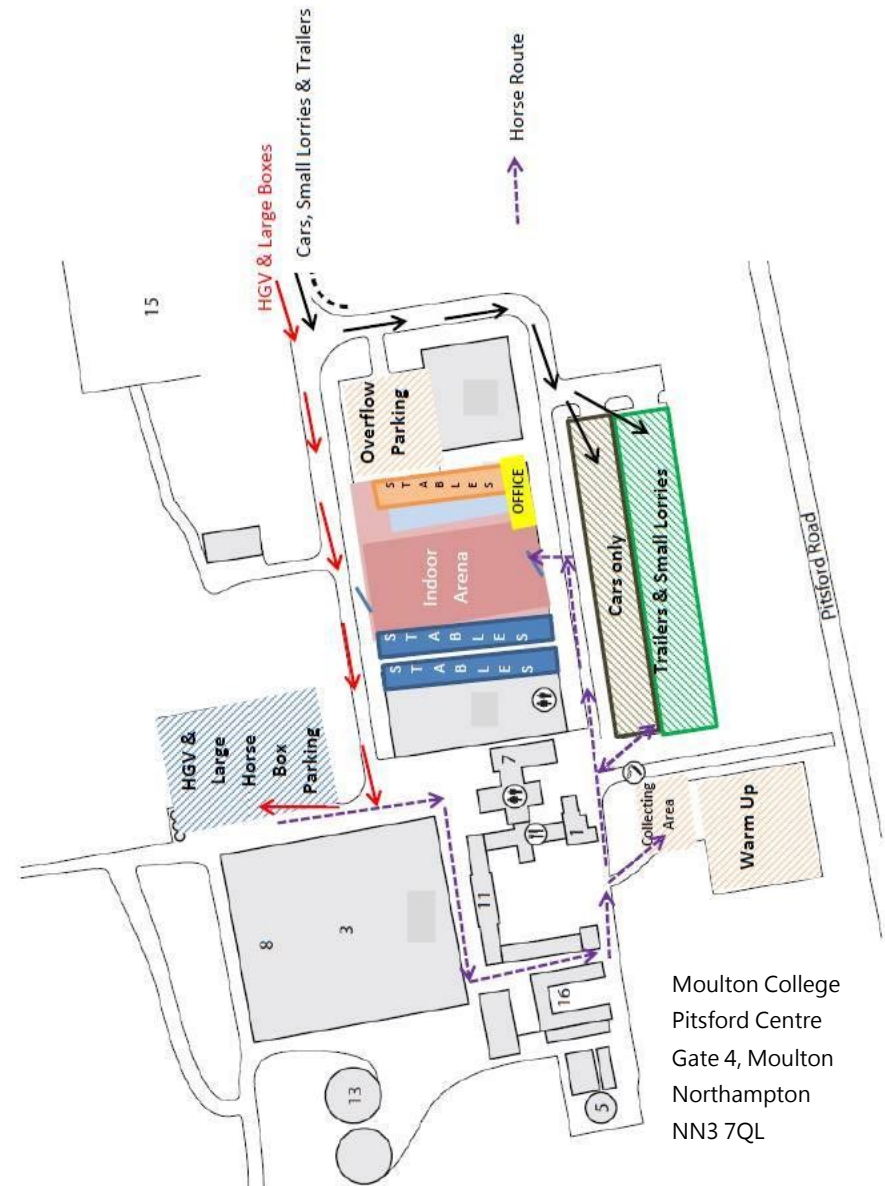 HGV & Large Boxes
Cars, Small Lorries & Trailers
Horse Route
15
Overflow
Parking
STABLES
OFFICE
Indoor
Arena
STABLES
STABLES
Cars only
Trailers & Small Lorries
Pitsford Road
HGV &
Large
Horse
Box
Parking
7
1
11
Collecting
Area
Warm Up
8
3
16
13
5
Moulton College
Pitsford Centre
Gate 4, Moulton
Northampton
NN3 7QL